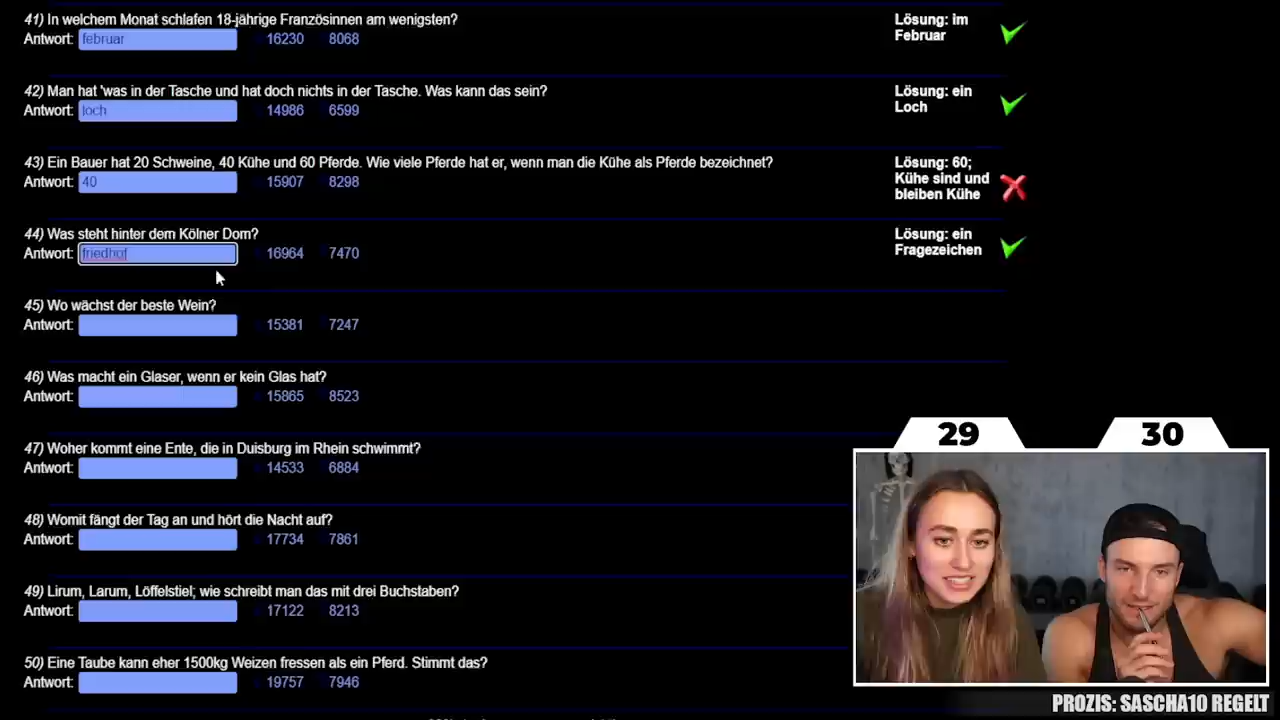 41) In welchem Monat schlafen 18-jährige Französinnen am wenigsten?
Antwort: februar 16230 8068
Lösung: im
Februar
42) Man hat 'was in der Tasche und hat doch nichts in der Tasche. Was kann das sein?
Antwort: loch 14986 6599
Lösung: ein
Loch
43) Ein Bauer hat 20 Schweine, 40 Kühe und 60 Pferde. Wie viele Pferde hat er, wenn man die Kühe als Pferde bezeichnet?
Antwort: 40 15907 8298
Lösung: 60;
Kühe sind und
bleiben Kühe
44) Was steht hinter dem Kölner Dom?
Antwort: friedhof 16964 7470
Lösung: ein
Fragezeichen
45) Wo wächst der beste Wein?
Antwort: 15381 7247
46) Was macht ein Glaser, wenn er kein Glas hat?
Antwort: 15865 8523
47) Woher kommt eine Ente, die in Duisburg im Rhein schwimmt?
Antwort: 14533 6884
48) Womit fängt der Tag an und hört die Nacht auf?
Antwort: 17734 7861
49) Lirum, Larum, Löffelstiel; wie schreibt man das mit drei Buchstaben?
Antwort: 17122 8213
50) Eine Taube kann eher 1500kg Weizen fressen als ein Pferd. Stimmt das?
Antwort: 19757 7946
29 30
PROZIS: SASCHA10 REGELT